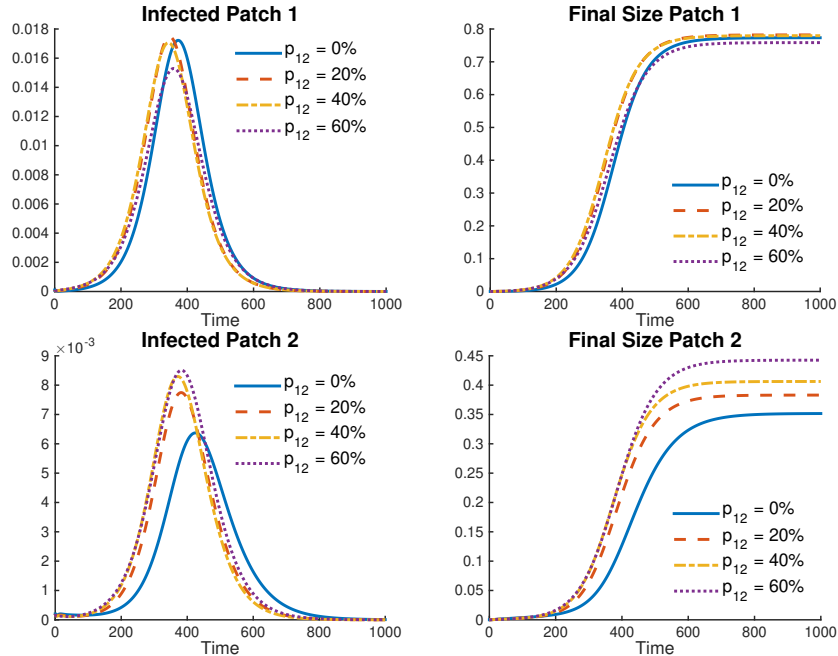 Infected Patch 1
0.018
0.016
0.014
0.012
0.01
0.008
0.006
0.004
0.002
0
0 200 400 600 800 1000
Time
p12 = 0%
p12 = 20%
p12 = 40%
p12 = 60%
Final Size Patch 1
0.8
0.7
0.6
0.5
0.4
0.3
0.2
0.1
0
0 200 400 600 800 1000
Time
p12 = 0%
p12 = 20%
p12 = 40%
p12 = 60%
Infected Patch 2
×10-3
9
8
7
6
5
4
3
2
1
0
0 200 400 600 800 1000
Time
p12 = 0%
p12 = 20%
p12 = 40%
p12 = 60%
Final Size Patch 2
0.45
0.4
0.35
0.3
0.25
0.2
0.15
0.1
0.05
0
0 200 400 600 800 1000
Time
p12 = 0%
p12 = 20%
p12 = 40%
p12 = 60%